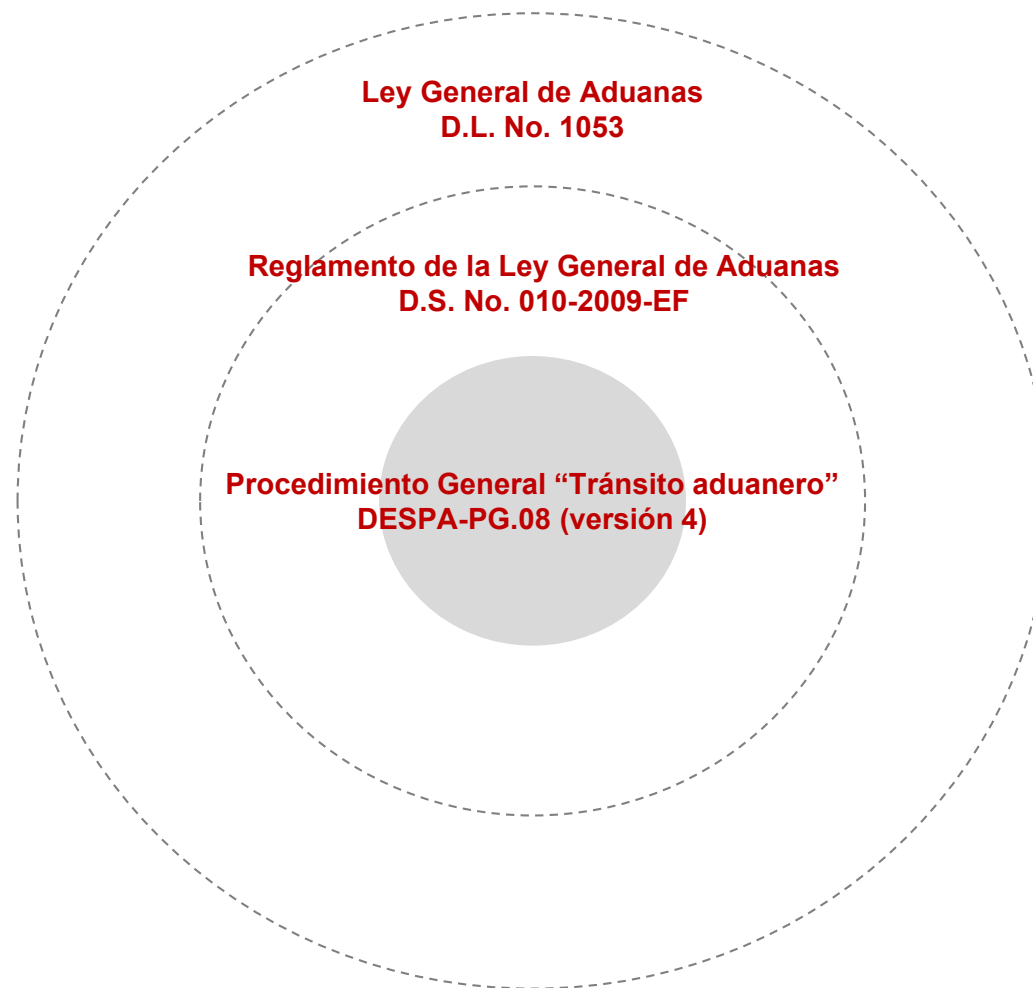 Ley General de Aduanas
D.L. No. 1053
Reglamento de la Ley General de Aduanas
D.S. No. 010-2009-EF
Procedimiento General “Tránsito aduanero”
DESPA-PG.08 (versión 4)